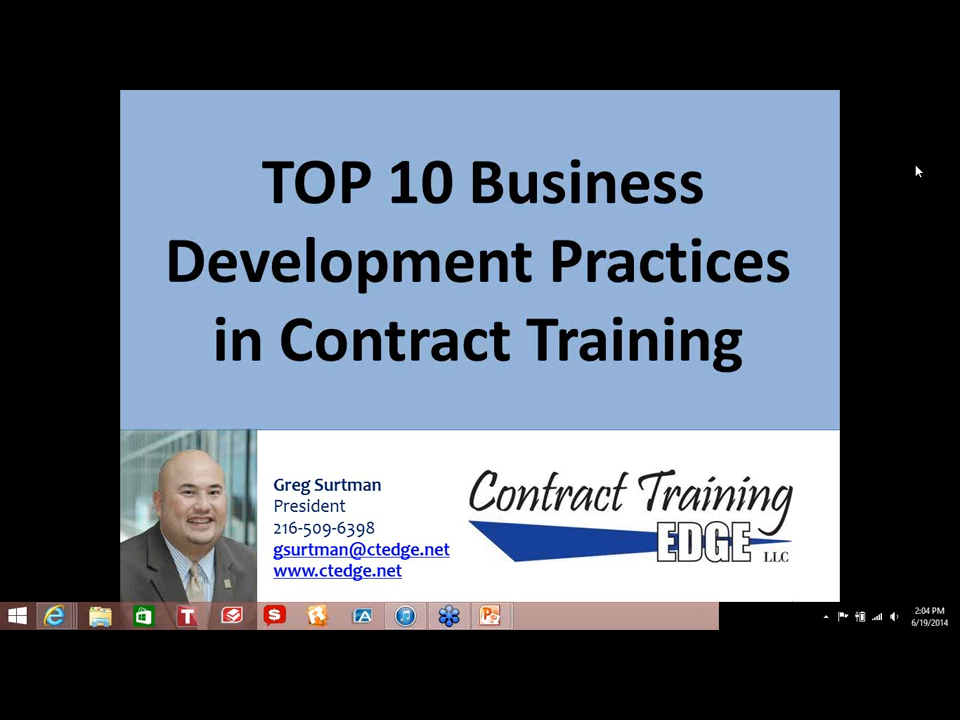 TOP 10 Business
Development Practices
in Contract Training
Greg Surtman
President
216-509-6398
gsurtman@ctedge.net
www.ctedge.net
Contract Training
EDGE LLC
2:04 PM
6/19/2014